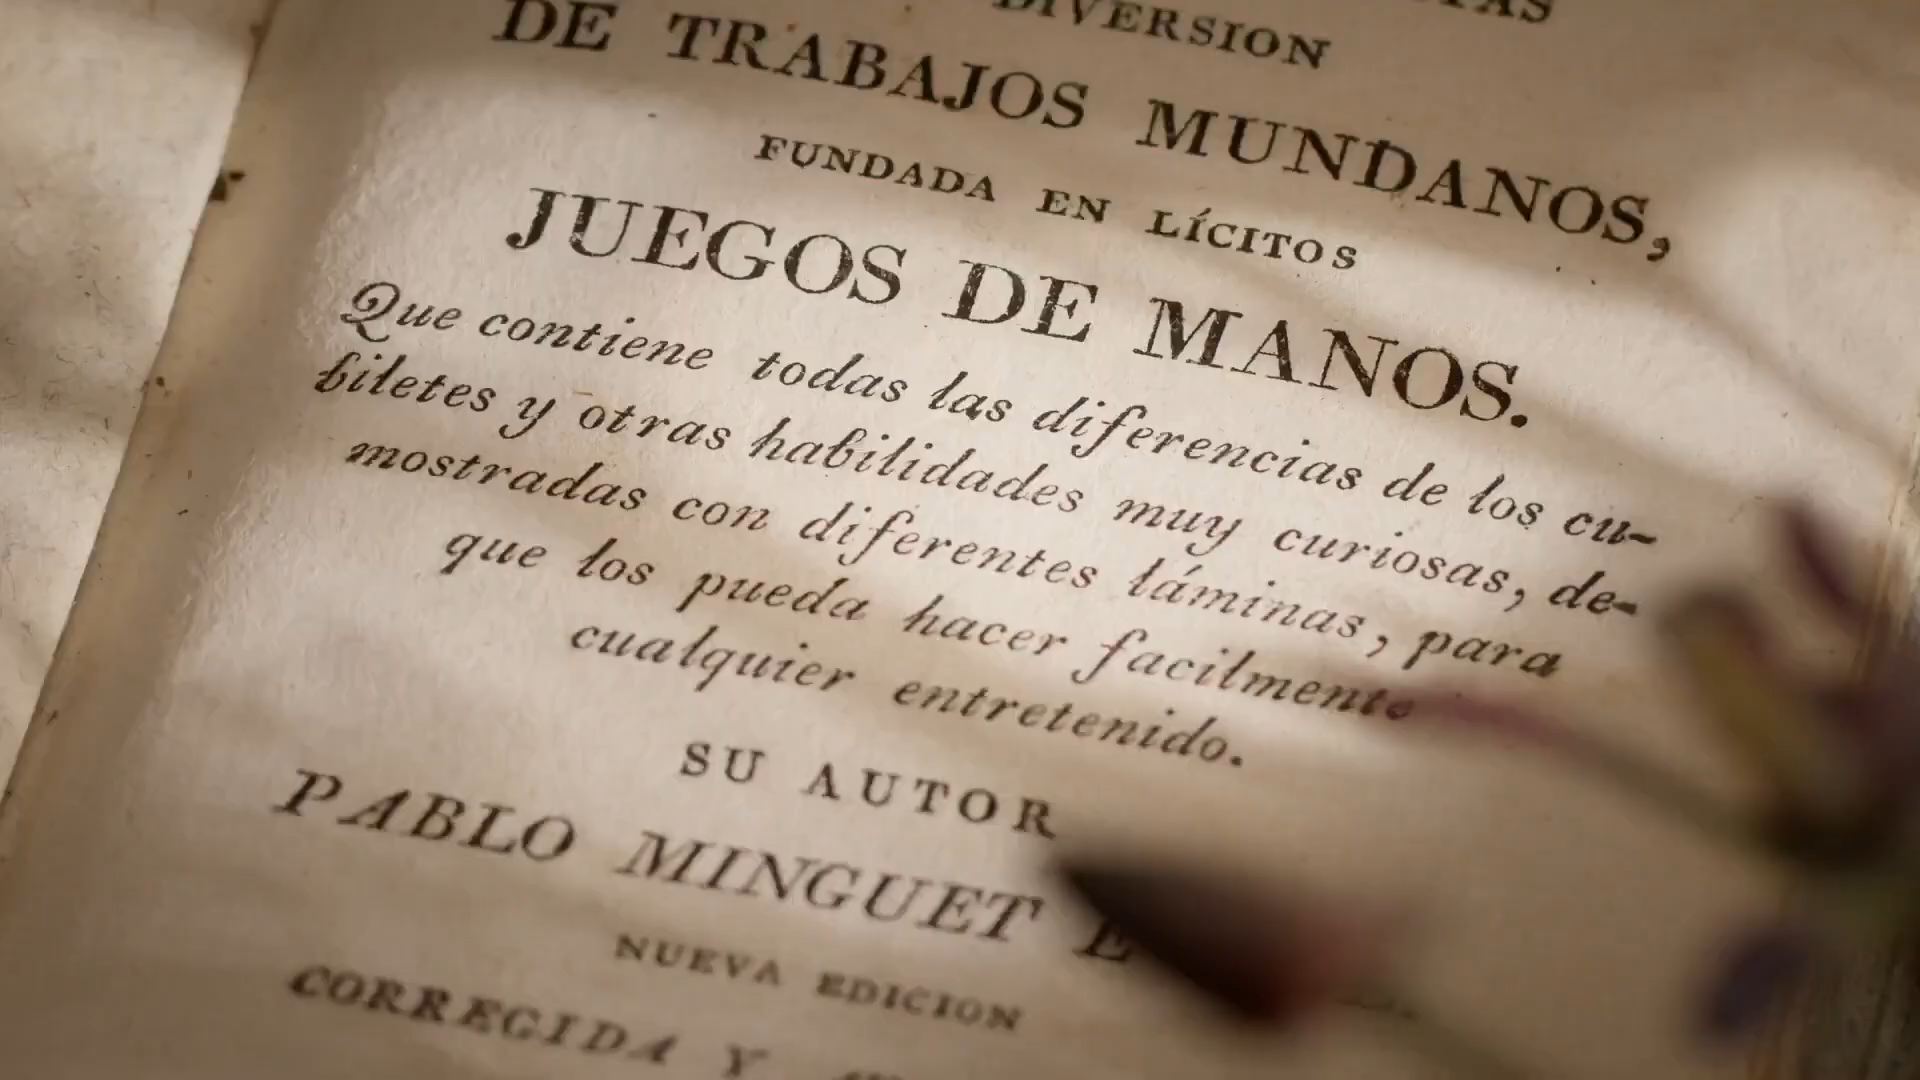 DIVERSION
DE TRABAJOS MUNDANOS,
FUNDADA EN LÍCITOS
JUEGOS DE MANOS.
Que contiene todas las diferencias de los cu-
biletes y otras habilidades muy curiosas, de-
mostradas con diferentes láminas, para
que los pueda hacer facilmente
cualquier entretenido.
SU AUTOR
PABLO MINGUET E
NUEVA EDICION
CORREGIDA Y